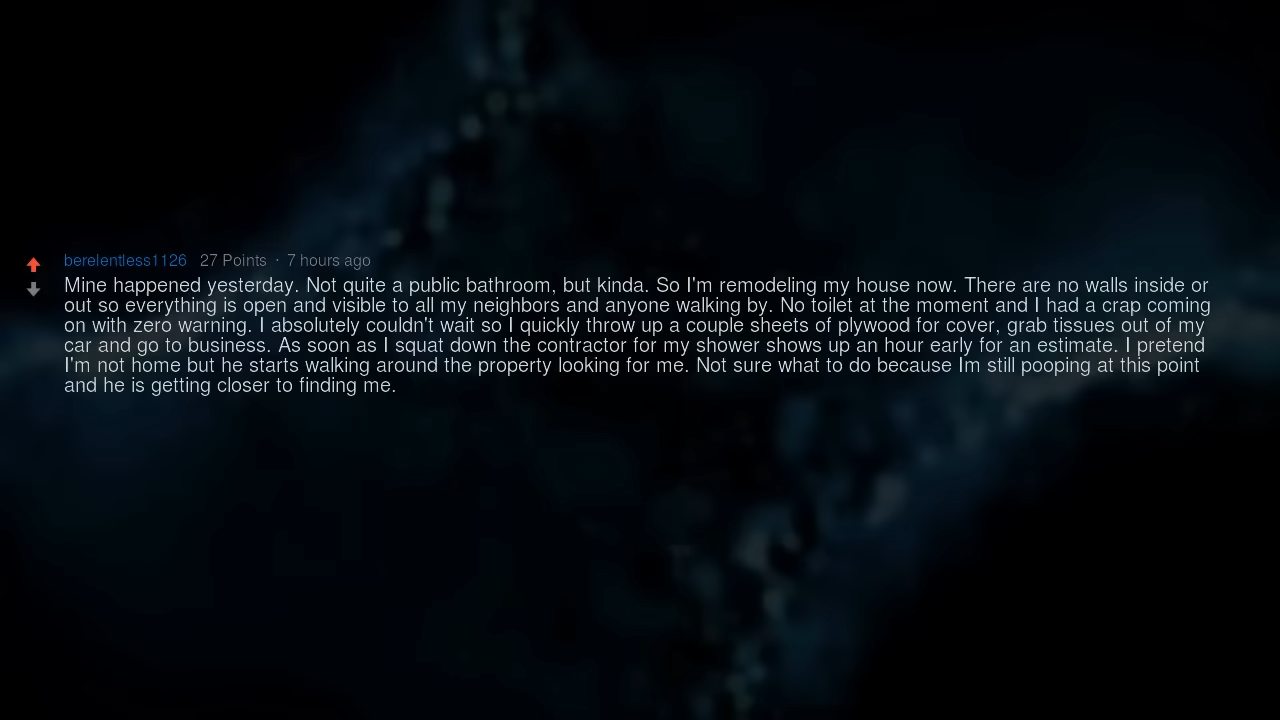 berelentless1126 27 Points · 7 hours ago
Mine happened yesterday. Not quite a public bathroom, but kinda. So I'm remodeling my house now. There are no walls inside or
out so everything is open and visible to all my neighbors and anyone walking by. No toilet at the moment and I had a crap coming
on with zero warning. I absolutely couldn't wait so I quickly throw up a couple sheets of plywood for cover, grab tissues out of my
car and go to business. As soon as I squat down the contractor for my shower shows up an hour early for an estimate. I pretend
I'm not home but he starts walking around the property looking for me. Not sure what to do because Im still pooping at this point
and he is getting closer to finding me.